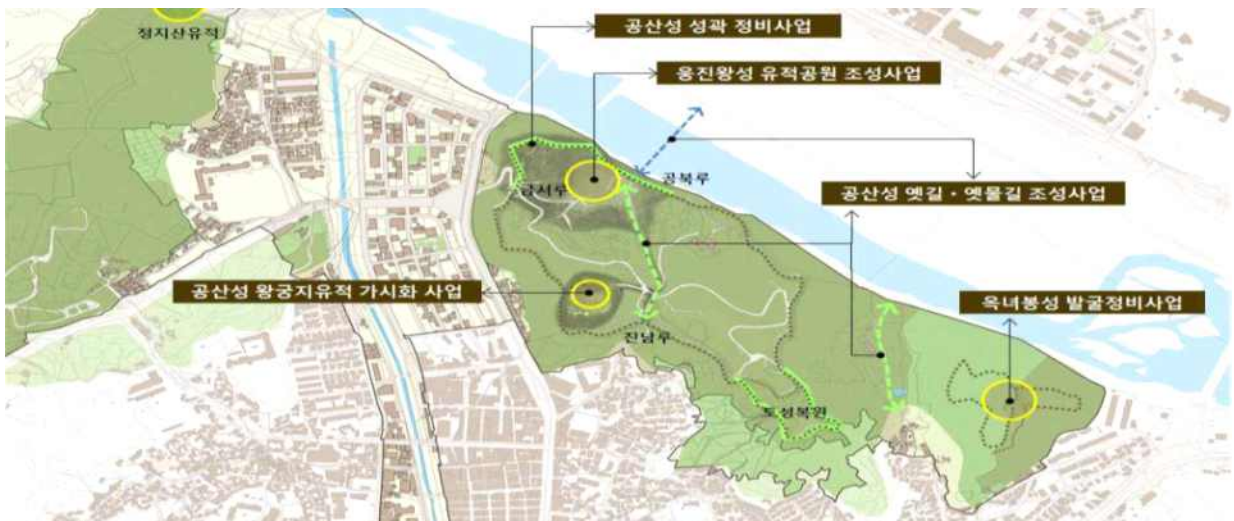 정지산유적
공산성 성곽 정비사업
웅진왕성 유적공원 조성사업
금서루
공북루
공산성 옛길・옛물길 조성사업
공산성 왕궁지유적 가시화 사업
옥녀봉성 발굴정비사업
진남루
토성복원